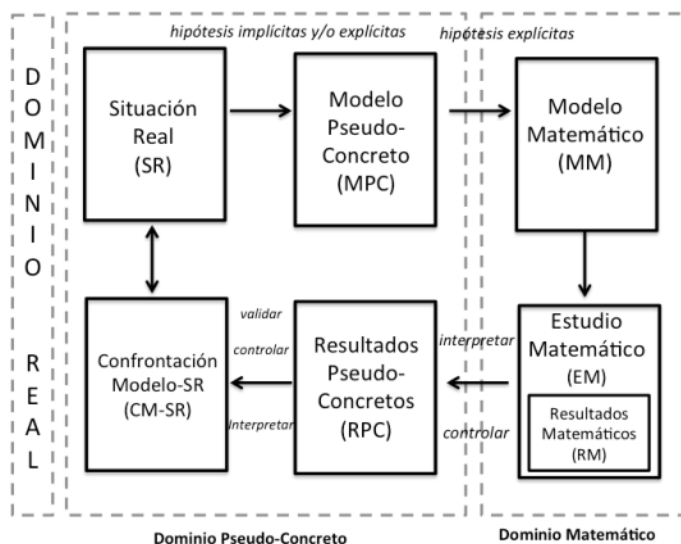 DOMINIO
REAL
hipótesis implícitas y/o explícitas
hipótesis explícitas
Situación
Real
(SR)
Modelo
Pseudo-
Concreto
(MPC)
Modelo
Matemático
(MM)
Confrontación
Modelo-SR
(CM-SR)
validar
controlar
Interpretar
Resultados
Pseudo-
Concretos
(RPC)
interpretar
controlar
Estudio
Matemático
(EM)
Resultados
Matemáticos
(RM)
Dominio Pseudo-Concreto
Dominio Matemático